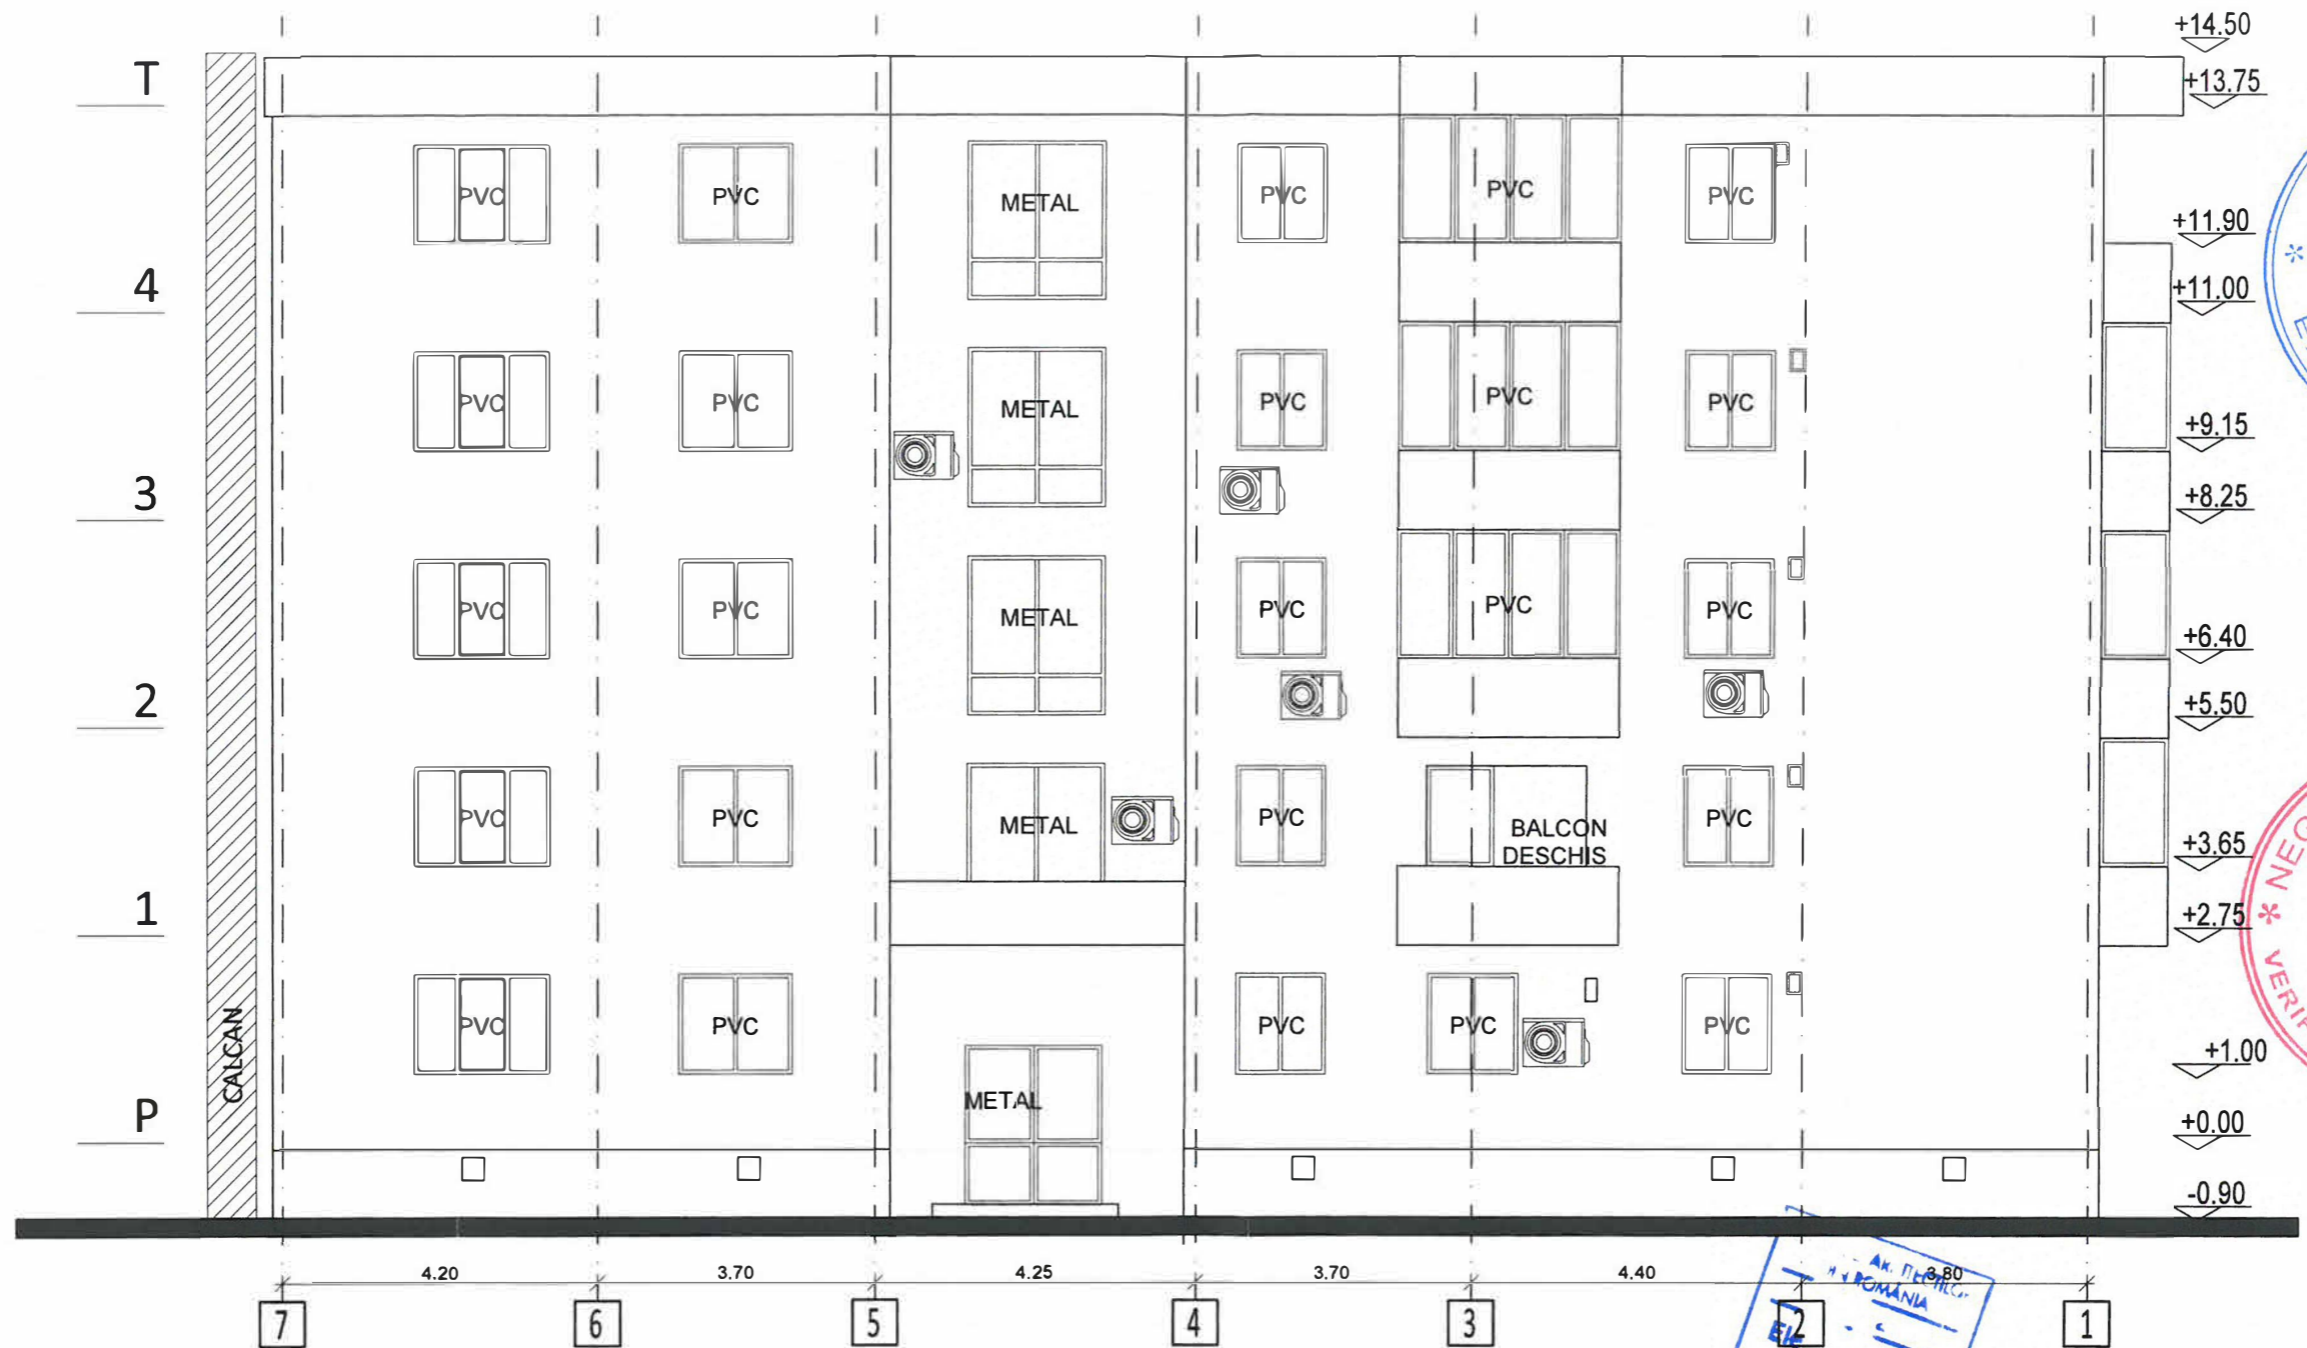 +14.50
T
+13.75
PVC PVC METAL PVC PVC PVC
+11.90
4
+11.00
PVC PVC METAL PVC PVC PVC
+9.15
3
+8.25
PVC PVC METAL PVC PVC PVC
+6.40
2
+5.50
PVC PVC METAL PVC BALCON DESCHIS PVC
+3.65
1
+2.75
CALCAN
PVC PVC METAL PVC PVC PVC
+1.00
P
+0.00
-0.90
4.20 3.70 4.25 3.70 4.40 3.80
7 6 5 4 3 2 1
ROMÂNIA